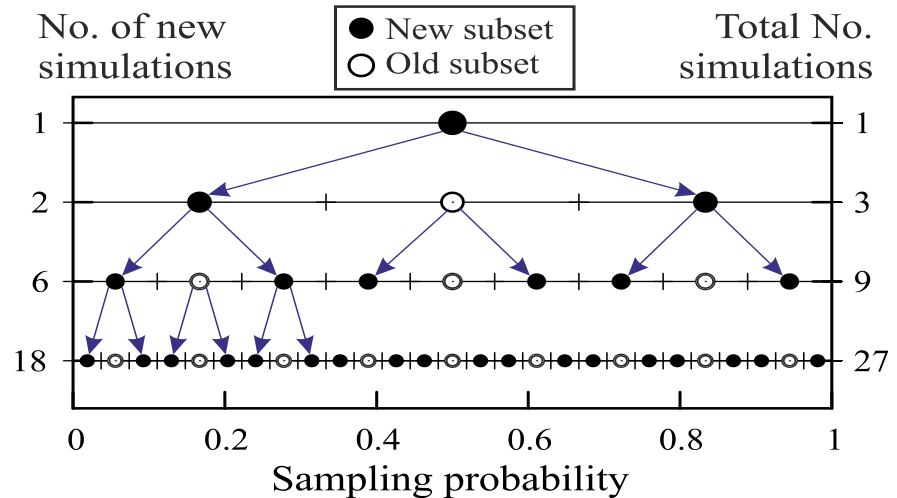 No. of new
simulations
New subset
Old subset
Total No.
simulations
1 1
2 3
6 9
18 27
0 0.2 0.4 0.6 0.8 1
Sampling probability